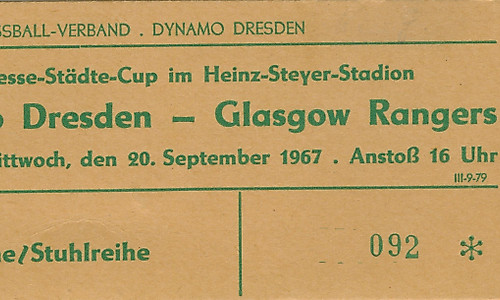 SSBALL-VERBAND . DYNAMO DRESDEN
esse-Städte-Cup im Heinz-Steyer-Stadion
o Dresden — Glasgow Rangers
ittwoch, den 20. September 1967 . Anstoß 16 Uhr
III-9-79
ne/Stuhlreihe
092 *